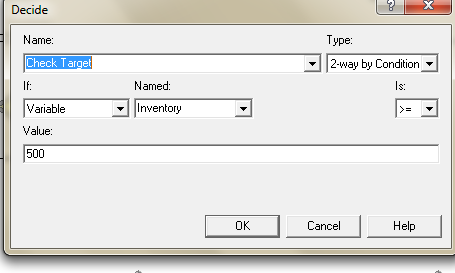 Decide
Name: Type:
Check Target 2-way by Condition
If: Named: Is:
Variable Inventory >=
Value:
500
OK Cancel Help